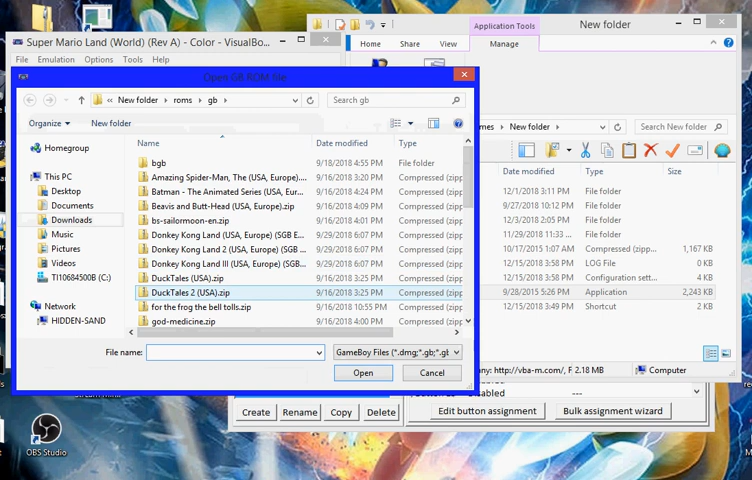 Application Tools
New folder
Super Mario Land (World) (Rev A) - Color - VisualBo...
Home Share View Manage
File Emulation Options Tools Help
Open GB ROM file
New folder roms gb
Search gb
New folder
Search New folder
Organize New folder
Homegroup
This PC
Desktop
Documents
Downloads
Music
Pictures
Videos
TI10684500B (C:)
Network
HIDDEN-SAND
Name Date modified Type
bgb 9/18/2018 4:55 PM File folder
Amazing Spider-Man, The (USA, Europe).... 9/16/2018 3:20 PM Compressed (zipp
Batman - The Animated Series (USA, Eur... 9/16/2018 4:24 PM Compressed (zipp
Beavis and Butt-Head (USA, Europe).zip 9/16/2018 4:20 PM Compressed (zipp
bs-sailormoon-en.zip 9/16/2018 4:01 PM Compressed (zipp
Donkey Kong Land (USA, Europe) (SGB E... 9/29/2018 6:07 PM Compressed (zipp
Donkey Kong Land 2 (USA, Europe) (SGB ... 9/29/2018 6:07 PM Compressed (zipp
Donkey Kong Land III (USA, Europe) (SGB... 9/29/2018 6:07 PM Compressed (zipp
DuckTales (USA).zip 9/16/2018 3:25 PM Compressed (zipp
DuckTales 2 (USA).zip 9/16/2018 3:25 PM Compressed (zipp
for the frog the bell tolls.zip 9/16/2018 10:55 PM Compressed (zipp
god-medicine.zip 9/16/2018 4:00 PM Compressed (zipp
File name:
GameBoy Files (*.dmg;*.gb;*.gl
Open Cancel
Date modified Type Size
12/1/2018 3:11 PM File folder
9/27/2018 10:12 PM File folder
12/3/2018 2:05 PM File folder
11/29/2018 11:33 ... File folder
10/17/2015 1:07 AM Compressed (zipp... 1,167 KB
12/15/2018 3:58 PM LOG File 0 KB
12/15/2018 3:58 PM Configuration sett... 4 KB
9/28/2015 5:26 PM Application 2,243 KB
12/15/2018 3:49 PM Shortcut 2 KB
any: http://vba-m.com/, F 2.18 MB
Computer
Disabled ---
Create Rename Copy Delete
Edit button assignment Bulk assignment wizard
OBS Studio